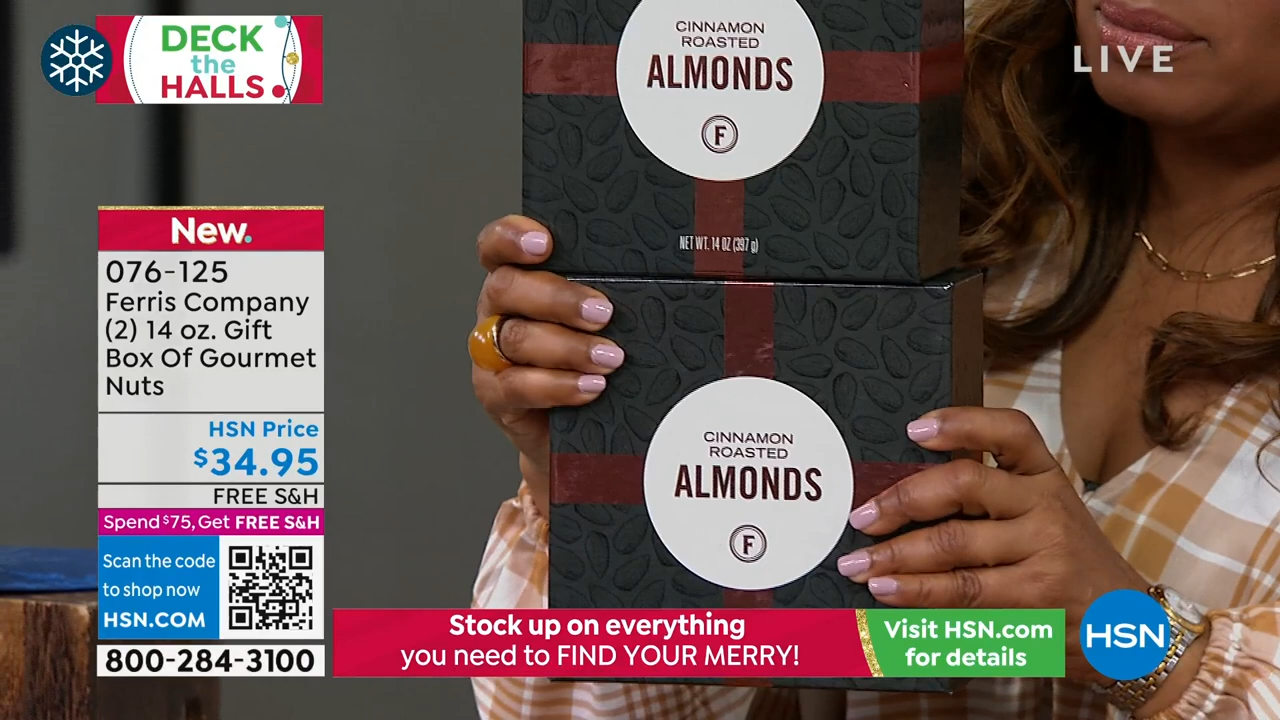 DECK
the
HALLS
New.
076-125
Ferris Company
(2) 14 oz. Gift
Box Of Gourmet
Nuts
HSN Price
$34.95
FREE S&H
Spend $75, Get FREE S&H
Scan the code
to shop now
HSN.COM
800-284-3100
CINNAMON
ROASTED
ALMONDS
F
NET WT. 14 OZ (397 g)
CINNAMON
ROASTED
ALMONDS
F
LIVE
Stock up on everything
you need to FIND YOUR MERRY!
Visit HSN.com
for details
HSN